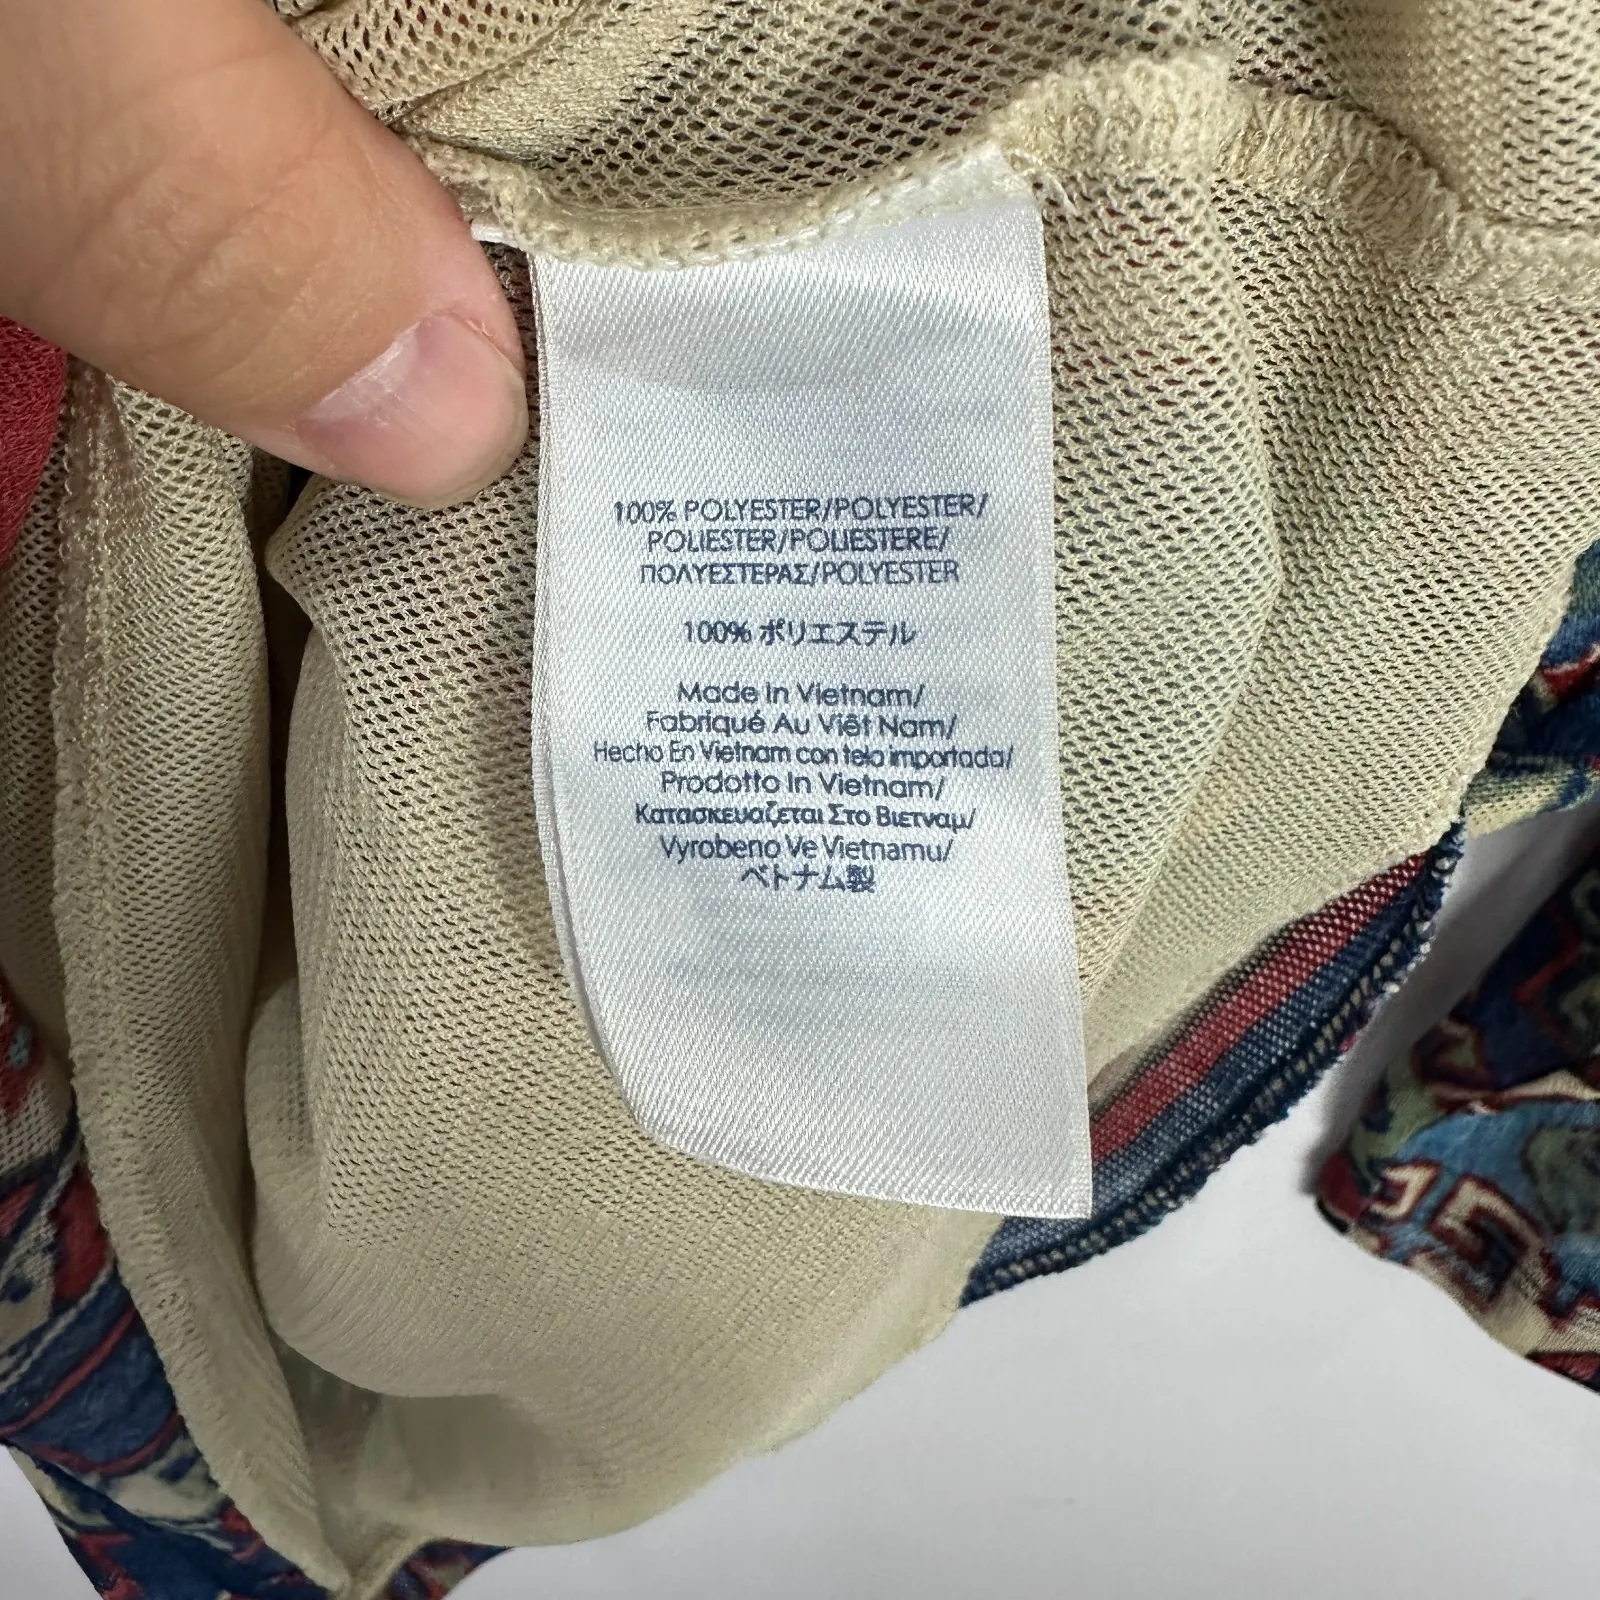 100% POLYESTER/POLYESTER/
POLIESTER/POLIESTERE/
ΠΟΛΥΕΣΤΕΡΑΣ/POLYESTER
100% ポリエステル
Made In Vietnam/
Fabriqué Au Viêt Nam/
Hecho En Vietnam con tela importada/
Prodotto In Vietnam/
Κατασκευάζεται Στο Βιετναμ/
Vyrobeno Ve Vietnamu/
ベトナム製